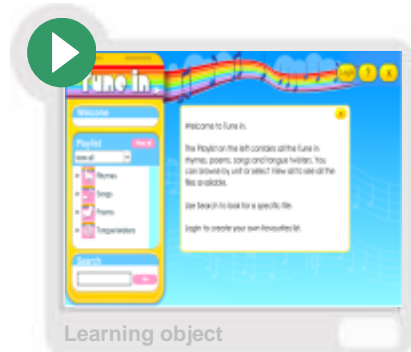 Tune in
Login ? x
Welcome
Playlist
View all
x
Rhymes
Songs
Poems
Tongue twisters
Search
Go
Welcome to Tune in.
The Playlist on the left contains all the Tune in
rhymes, poems, songs and tongue twisters. You
can browse by unit or select View all to see all the
files available.
Use Search to look for a specific file.
Login to create your own favourites list.
Learning object